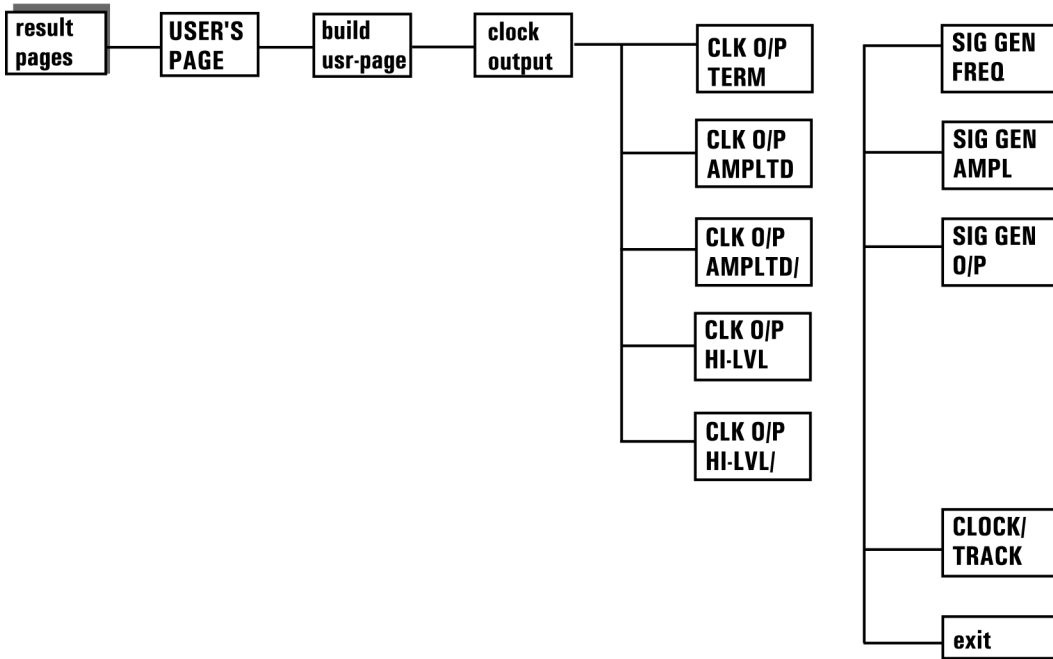 result
pages
USER'S
PAGE
build
usr-page
clock
output
CLK O/P
TERM
CLK O/P
AMPLTD
CLK O/P
AMPLTD/
CLK O/P
HI-LVL
CLK O/P
HI-LVL/
SIG GEN
FREQ
SIG GEN
AMPL
SIG GEN
O/P
CLOCK/
TRACK
exit